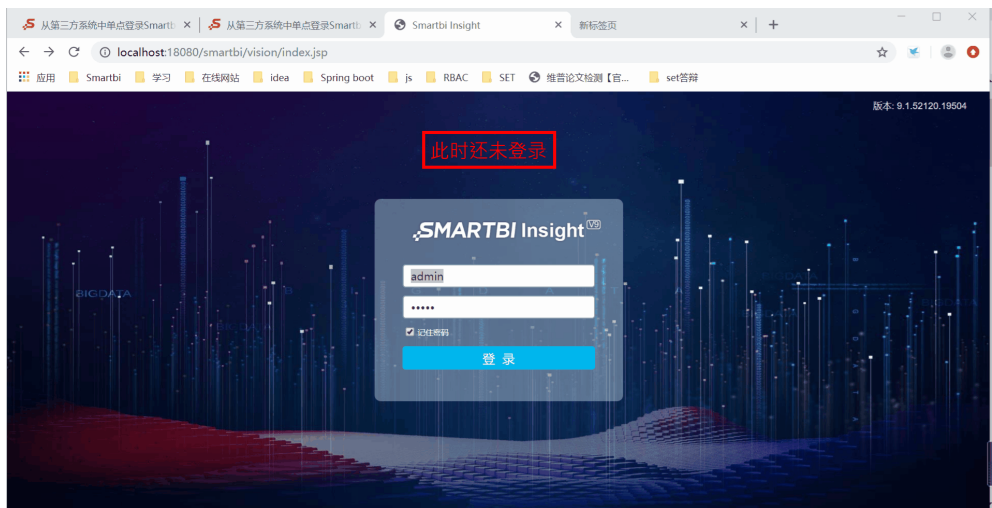 从第三方系统中单点登录Smartb
从第三方系统中单点登录Smartb
Smartbi Insight
新标签页
localhost:18080/smartbi/vision/index.jsp
应用 Smartbi 学习 在线网站 idea Spring boot js RBAC SET 维普论文检测【官... set答辩
版本: 9.1.52120.19504
此时还未登录
SMARTBI Insight V9
admin
•••••
记住密码
登 录
BIGDATA